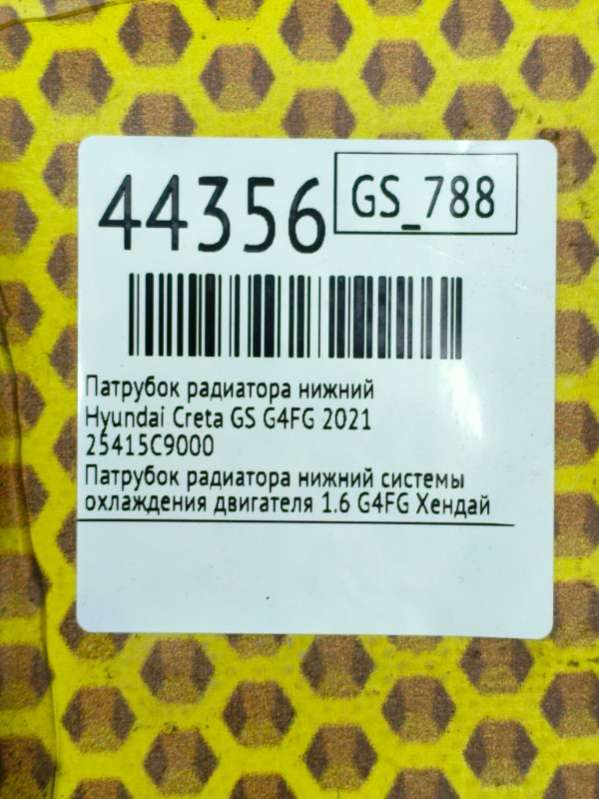 44356
GS_788
Патрубок радиатора нижний
Hyundai Creta GS G4FG 2021
25415C9000
Патрубок радиатора нижний системы
охлаждения двигателя 1.6 G4FG Хендай